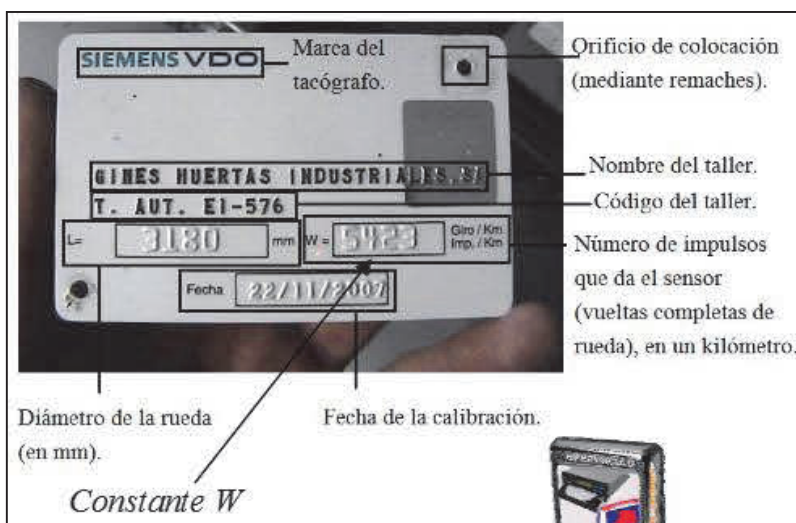 SIEMENS VDO
Marca del
tacógrafo.
Orificio de colocación
(mediante remaches).
GINES HUERTAS INDUSTRIALES.S/
Nombre del taller.
T. AUT. EI-576
Código del taller.
L= 3180 mm
W = 5423 Giro / Km
Imp. / Km
Número de impulsos
que da el sensor
(vueltas completas de
rueda), en un kilómetro.
Fecha 22/11/2007
Diámetro de la rueda
(en mm).
Fecha de la calibración.
Constante W